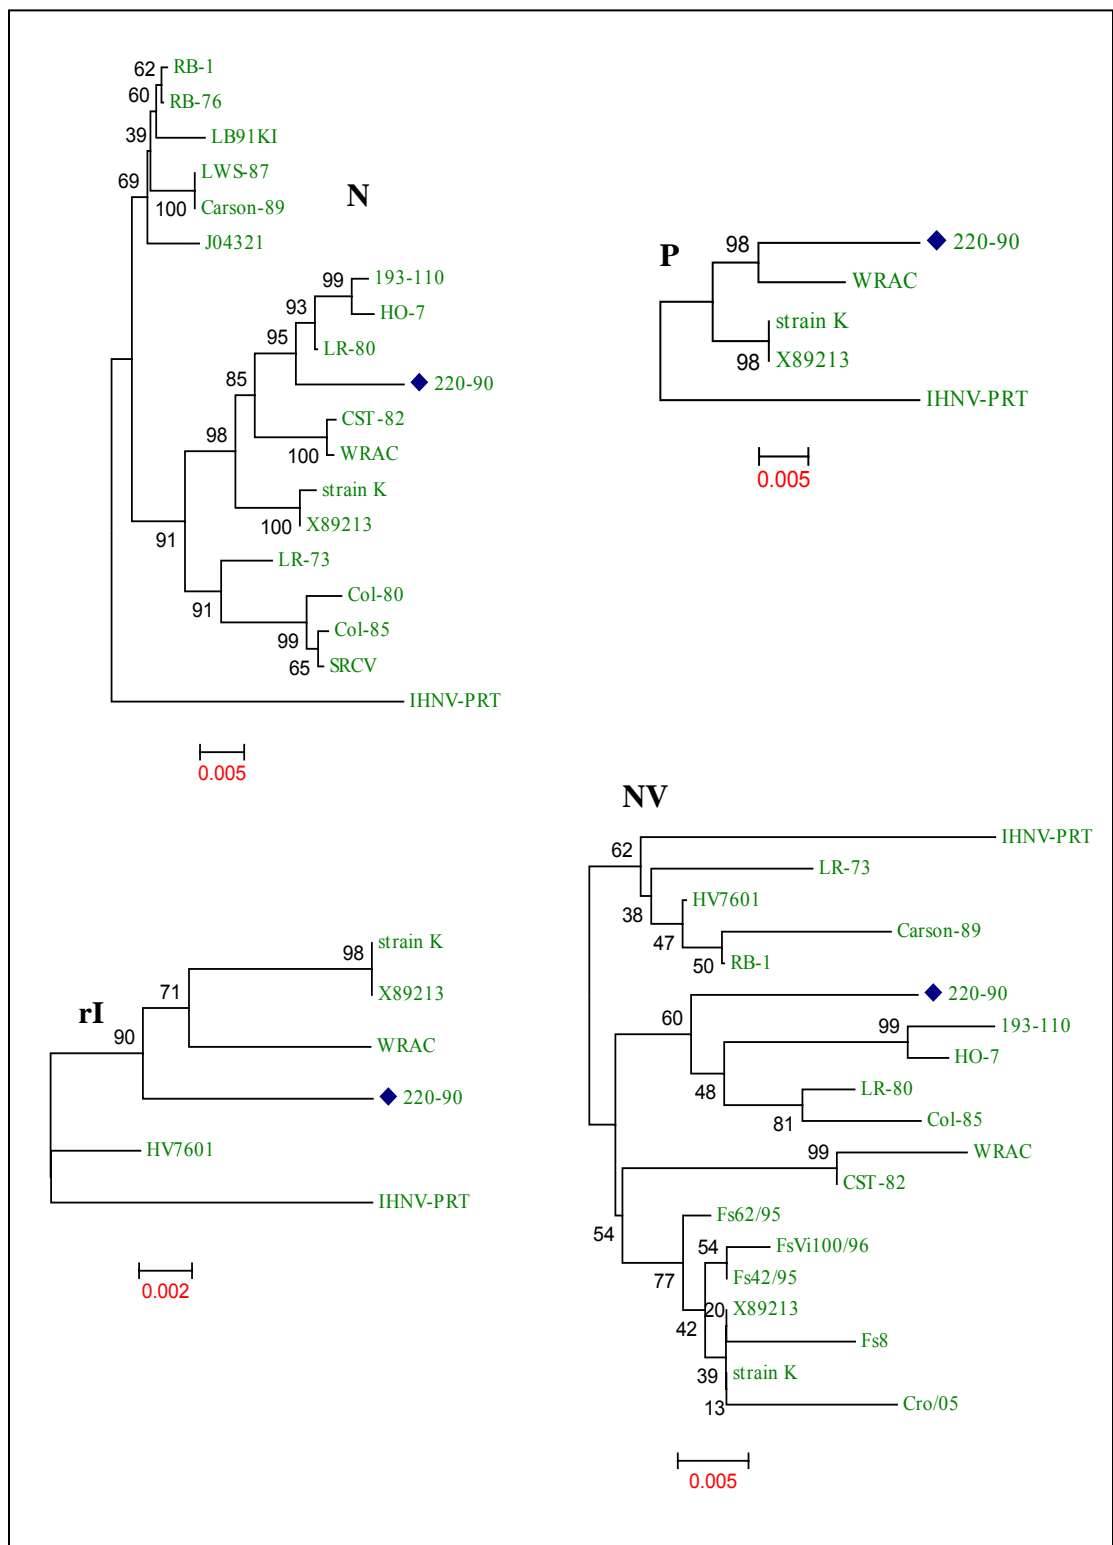 62
RB-1
60
RB-76
39
LB91KI
LWS-87
69
100
Carson-89
J04321
N
99
193-110
93
HO-7
95
LR-80
85
220-90
98
CST-82
100
WRAC
strain K
100
X89213
91
LR-73
91
Col-80
99
Col-85
65
SRCV
IHNV-PRT
0.005
P
98
220-90
WRAC
strain K
98
X89213
IHNV-PRT
0.005
rI
98
strain K
71
X89213
90
WRAC
220-90
HV7601
IHNV-PRT
0.002
NV
62
IHNV-PRT
LR-73
38
HV7601
47
Carson-89
50
RB-1
60
220-90
99
193-110
HO-7
48
LR-80
81
Col-85
99
WRAC
CST-82
54
Fs62/95
54
FsVi100/96
77
Fs42/95
20
X89213
42
Fs8
39
strain K
13
Cro/05
0.005